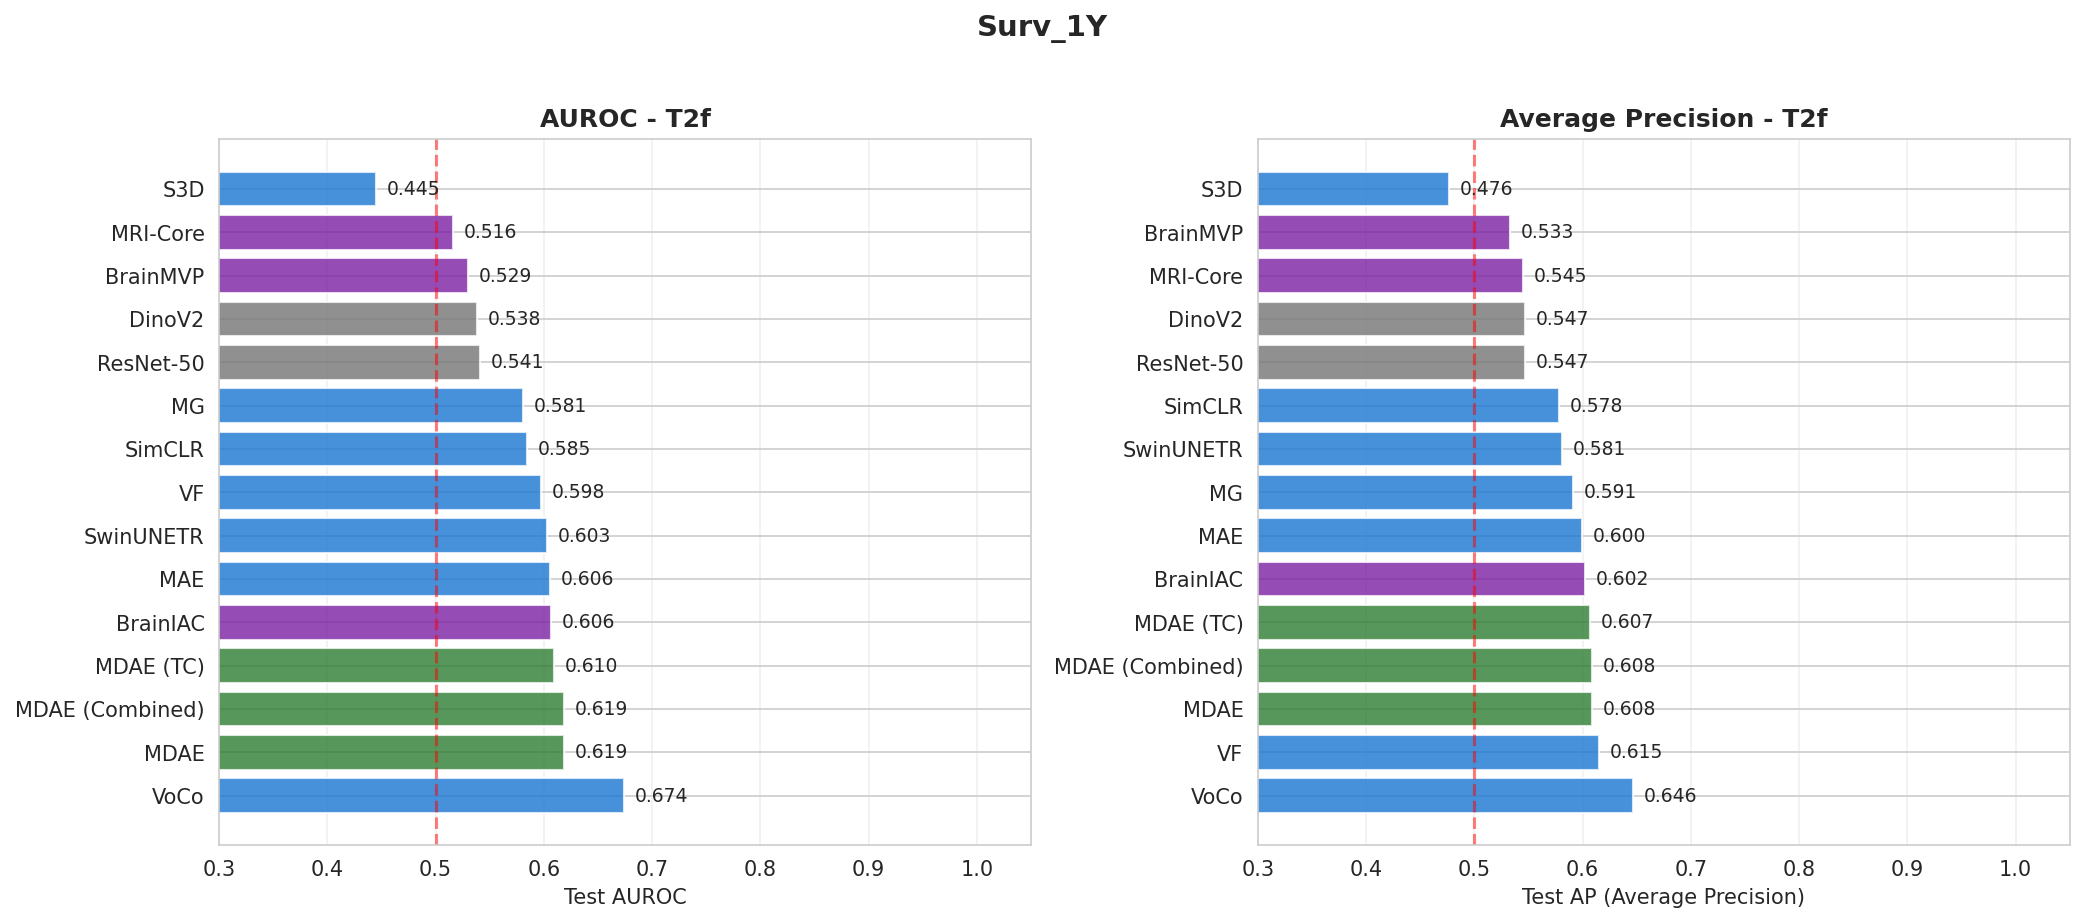 Surv_1Y
AUROC - T2f
S3D 0.445
MRI-Core 0.516
BrainMVP 0.529
DinoV2 0.538
ResNet-50 0.541
MG 0.581
SimCLR 0.585
VF 0.598
SwinUNETR 0.603
MAE 0.606
BrainIAC 0.606
MDAE (TC) 0.610
MDAE (Combined) 0.619
MDAE 0.619
VoCo 0.674
0.3 0.4 0.5 0.6 0.7 0.8 0.9 1.0
Test AUROC
Average Precision - T2f
S3D 0.476
BrainMVP 0.533
MRI-Core 0.545
DinoV2 0.547
ResNet-50 0.547
SimCLR 0.578
SwinUNETR 0.581
MG 0.591
MAE 0.600
BrainIAC 0.602
MDAE (TC) 0.607
MDAE (Combined) 0.608
MDAE 0.608
VF 0.615
VoCo 0.646
0.3 0.4 0.5 0.6 0.7 0.8 0.9 1.0
Test AP (Average Precision)